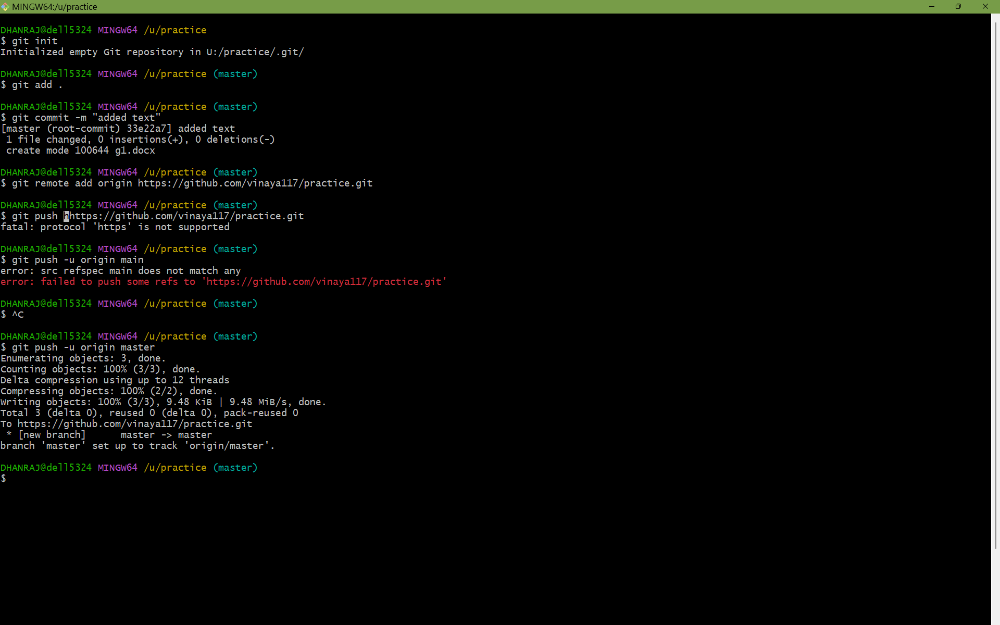 MINGW64:/u/practice
DHANRAJ@dell5324 MINGW64 /u/practice
$ git init
Initialized empty Git repository in U:/practice/.git/
DHANRAJ@dell5324 MINGW64 /u/practice (master)
$ git add .
DHANRAJ@dell5324 MINGW64 /u/practice (master)
$ git commit -m "added text"
[master (root-commit) 33e22a7] added text
1 file changed, 0 insertions(+), 0 deletions(-)
create mode 100644 g1.docx
DHANRAJ@dell5324 MINGW64 /u/practice (master)
$ git remote add origin https://github.com/vinaya117/practice.git
DHANRAJ@dell5324 MINGW64 /u/practice (master)
$ git push hhttps://github.com/vinaya117/practice.git
fatal: protocol 'https' is not supported
DHANRAJ@dell5324 MINGW64 /u/practice (master)
$ git push -u origin main
error: src refspec main does not match any
error: failed to push some refs to 'https://github.com/vinaya117/practice.git'
DHANRAJ@dell5324 MINGW64 /u/practice (master)
$ ^C
DHANRAJ@dell5324 MINGW64 /u/practice (master)
$ git push -u origin master
Enumerating objects: 3, done.
Counting objects: 100% (3/3), done.
Delta compression using up to 12 threads
Compressing objects: 100% (2/2), done.
Writing objects: 100% (3/3), 9.48 KiB | 9.48 MiB/s, done.
Total 3 (delta 0), reused 0 (delta 0), pack-reused 0
To https://github.com/vinaya117/practice.git
* [new branch]      master -> master
branch 'master' set up to track 'origin/master'.
DHANRAJ@dell5324 MINGW64 /u/practice (master)
$